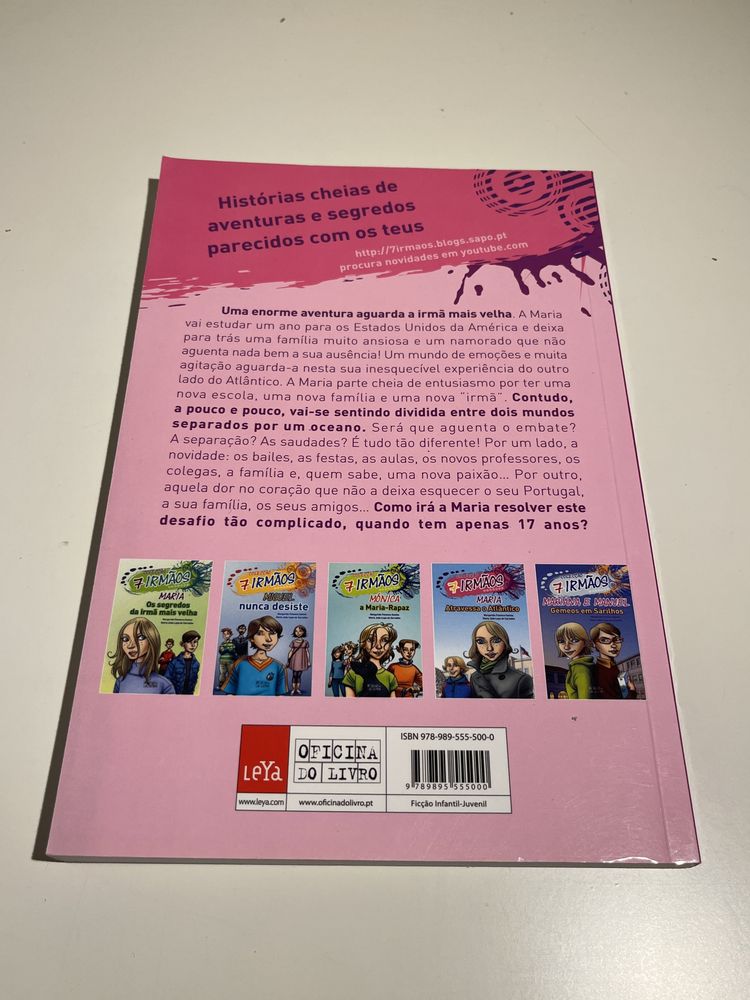 Histórias cheias de
aventuras e segredos
parecidos com os teus
http://7irmaos.blogs.sapo.pt
procura novidades em youtube.com
Uma enorme aventura aguarda a irmã mais velha. A Maria
vai estudar um ano para os Estados Unidos da América e deixa
para trás uma família muito ansiosa e um namorado que não
aguenta nada bem a sua ausência! Um mundo de emoções e muita
agitação aguarda-a nesta sua inesquecível experiência do outro
lado do Atlântico. A Maria parte cheia de entusiasmo por ter uma
nova escola, uma nova família e uma nova "irmã". Contudo,
a pouco e pouco, vai-se sentindo dividida entre dois mundos
separados por um oceano. Será que aguenta o embate?
A separação? As saudades? É tudo tão diferente! Por um lado, a
novidade: os bailes, as festas, as aulas, os novos professores, os
colegas, a família e, quem sabe, uma nova paixão... Por outro,
aquela dor no coração que não a deixa esquecer o seu Portugal,
a sua família, os seus amigos... Como irá a Maria resolver este
desafio tão complicado, quando tem apenas 17 anos?
7 IRMÃOS
MARIA
Os segredos
da irmã mais velha
7 IRMÃOS
MIGUEL
nunca desiste
7 IRMÃOS
MÓNICA
a Maria-Rapaz
7 IRMÃOS
MARIA
Atravessa o Atlântico
7 IRMÃOS
MARIANA E MANUEL
Gémeos em Sarilhos
LeYa
www.leya.com
OFICINA
DO LIVRO
www.oficinadolivro.pt
ISBN 978-989-555-500-0
9 789895 555000
Ficção Infantil-Juvenil